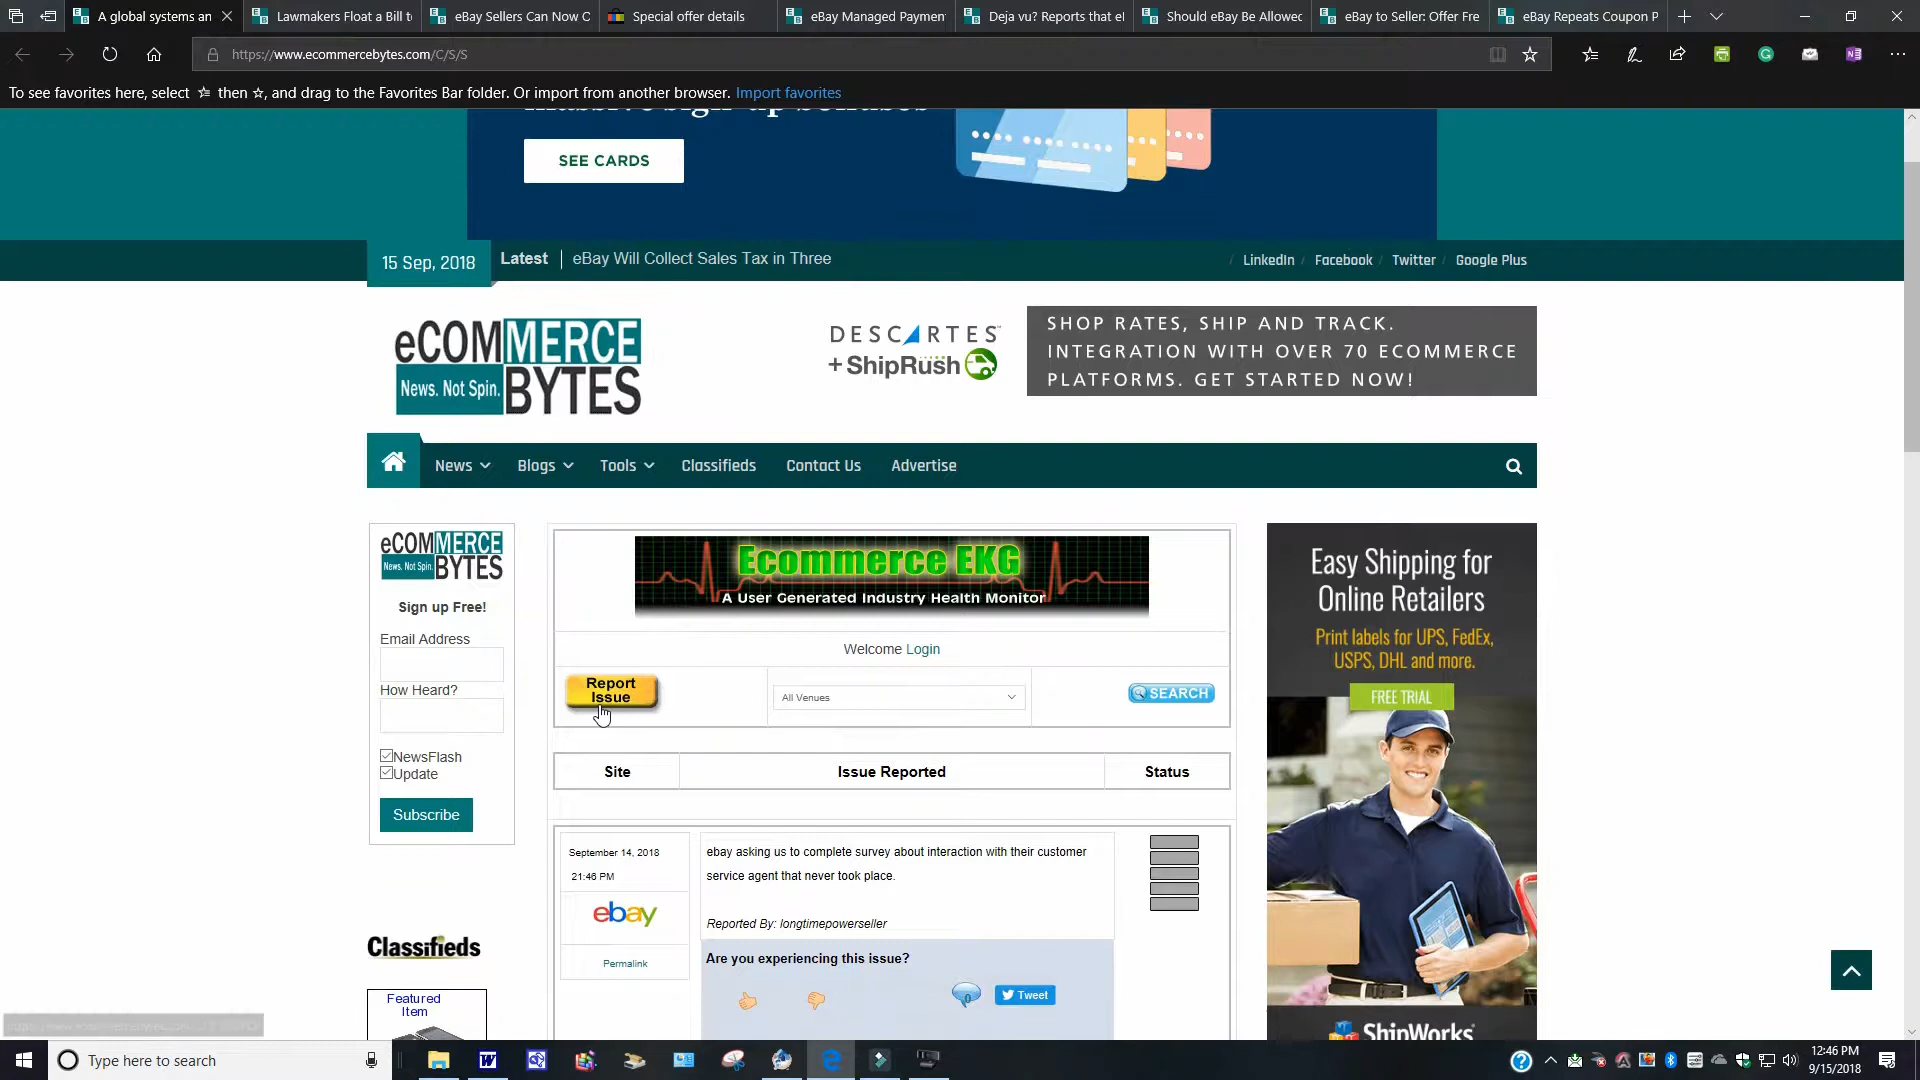 A global systems an
Lawmakers Float a Bill t
eBay Sellers Can Now O
Special offer details
eBay Managed Paymen
Deja vu? Reports that e
Should eBay Be Allowed
eBay to Seller: Offer Fre
eBay Repeats Coupon P
https://www.ecommercebytes.com/C/S/S
To see favorites here, select then , and drag to the Favorites Bar folder. Or import from another browser. Import favorites
massive sign-up bonuses
SEE CARDS
15 Sep, 2018
Latest
eBay Will Collect Sales Tax in Three
/ LinkedIn / Facebook / Twitter / Google Plus
eCOMMERCE
BYTES
News. Not Spin.
DESCARTES
+ShipRush
SHOP RATES, SHIP AND TRACK.
INTEGRATION WITH OVER 70 ECOMMERCE
PLATFORMS. GET STARTED NOW!
News
Blogs
Tools
Classifieds
Contact Us
Advertise
eCOMMERCE
BYTES
News. Not Spin.
Sign up Free!
Email Address
How Heard?
NewsFlash
Update
Subscribe
Classifieds
Featured
Item
Ecommerce EKG
A User Generated Industry Health Monitor
Welcome Login
Report
Issue
All Venues
SEARCH
Site
Issue Reported
Status
September 14, 2018
21:46 PM
ebay
Permalink
ebay asking us to complete survey about interaction with their customer
service agent that never took place.
Reported By: longtimepowerseller
Are you experiencing this issue?
0
Tweet
Easy Shipping for
Online Retailers
Print labels for UPS, FedEx,
USPS, DHL and more.
FREE TRIAL
ShipWorks
Type here to search
12:46 PM
9/15/2018